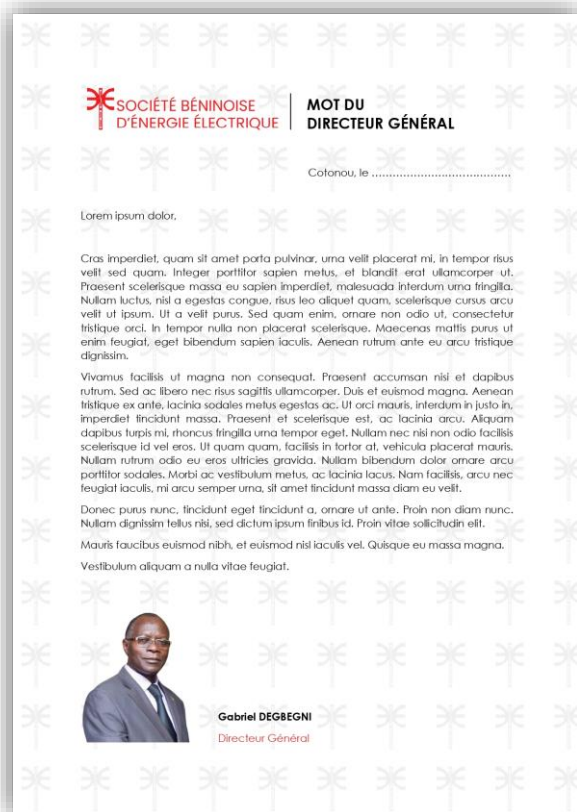 SOCIÉTÉ BÉNINOISE
D'ÉNERGIE ÉLECTRIQUE
MOT DU
DIRECTEUR GÉNÉRAL
Cotonou, le ........................................
Lorem ipsum dolor,
Cras imperdiet, quam sit amet porta pulvinar, urna velit placerat mi, in tempor risus
velit sed quam. Integer porttitor sapien metus, et blandit erat ullamcorper ut.
Praesent scelerisque massa eu sapien imperdiet, malesuada interdum urna fringilla.
Nullam luctus, nisl a egestas congue, risus leo aliquet quam, scelerisque cursus arcu
velit ut ipsum. Ut a velit purus. Sed quam enim, ornare non odio ut, consectetur
tristique orci. In tempor nulla non placerat scelerisque. Maecenas mattis purus ut
enim feugiat, eget bibendum sapien iaculis. Aenean rutrum ante eu arcu tristique
dignissim.
Vivamus facilisis ut magna non consequat. Praesent accumsan nisi et dapibus
rutrum. Sed ac libero nec risus sagittis ullamcorper. Duis et euismod magna. Aenean
tristique ex ante, lacinia sodales metus egestas ac. Ut orci mauris, interdum in justo in,
imperdiet tincidunt massa. Praesent et scelerisque est, ac lacinia arcu. Aliquam
dapibus turpis mi, rhoncus fringilla urna tempor eget. Nullam nec nisi non odio facilisis
scelerisque id vel eros. Ut quam quam, facilisis in tortor at, vehicula placerat mauris.
Nullam rutrum odio eu eros ultricies gravida. Nullam bibendum dolor ornare arcu
porttitor sodales. Morbi ac vestibulum metus, ac lacinia lacus. Nam facilisis, arcu nec
feugiat iaculis, mi arcu semper urna, sit amet tincidunt massa diam eu velit.
Donec purus nunc, tincidunt eget tincidunt a, ornare ut ante. Proin non diam nunc.
Nullam dignissim tellus nisi, sed dictum ipsum finibus id. Proin vitae sollicitudin elit.
Mauris faucibus euismod nibh, et euismod nisl iaculis vel. Quisque eu massa magna.
Vestibulum aliquam a nulla vitae feugiat.
Gabriel DEGBEGNI
Directeur Général